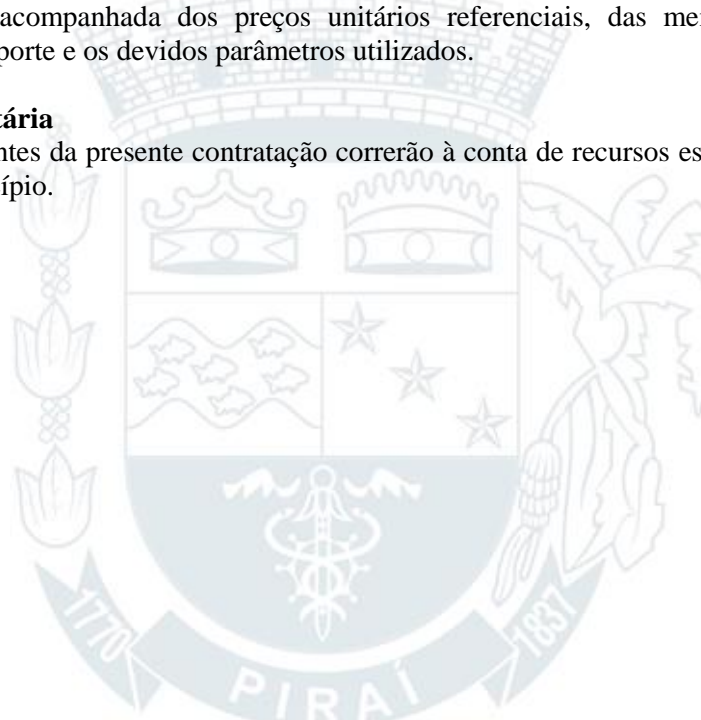 acompanhada dos preços unitários referenciais, das me
porte e os devidos parâmetros utilizados.
tária
ntes da presente contratação correrão à conta de recursos es
ípio.
1770
PIRAÍ
1837